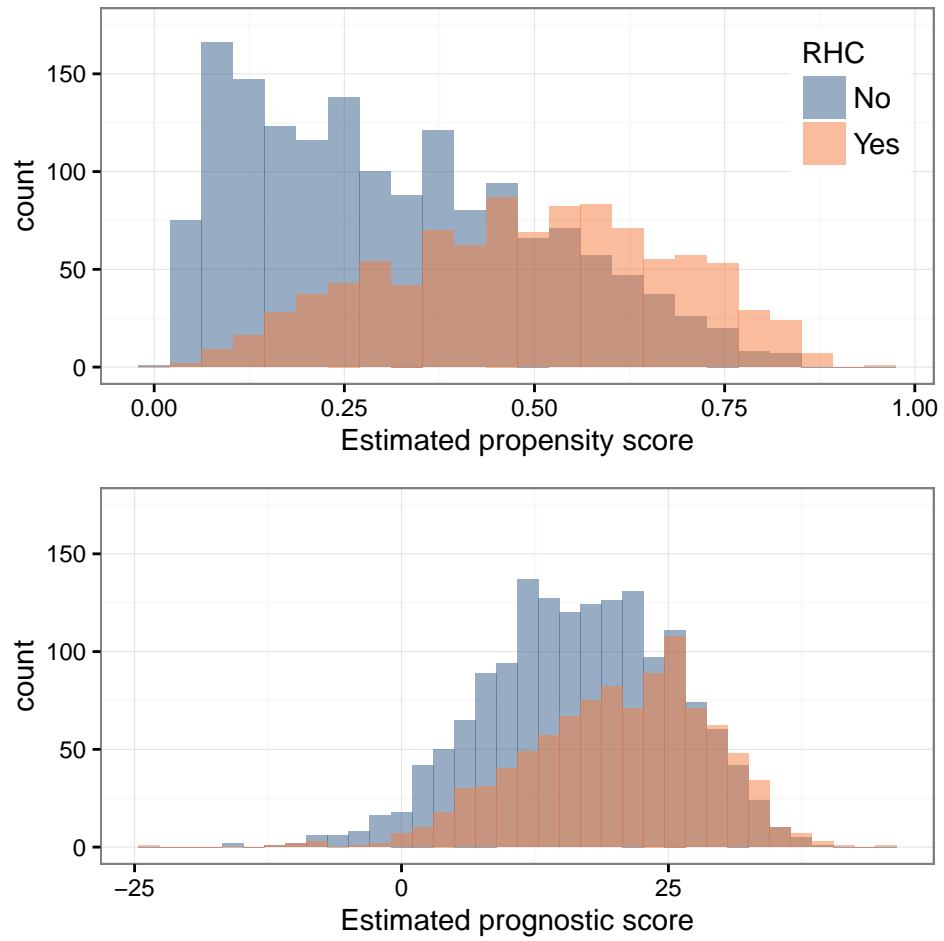 RHC
No
Yes
150
100
50
0
count
0.00 0.25 0.50 0.75 1.00
Estimated propensity score
150
100
50
0
count
−25 0 25
Estimated prognostic score